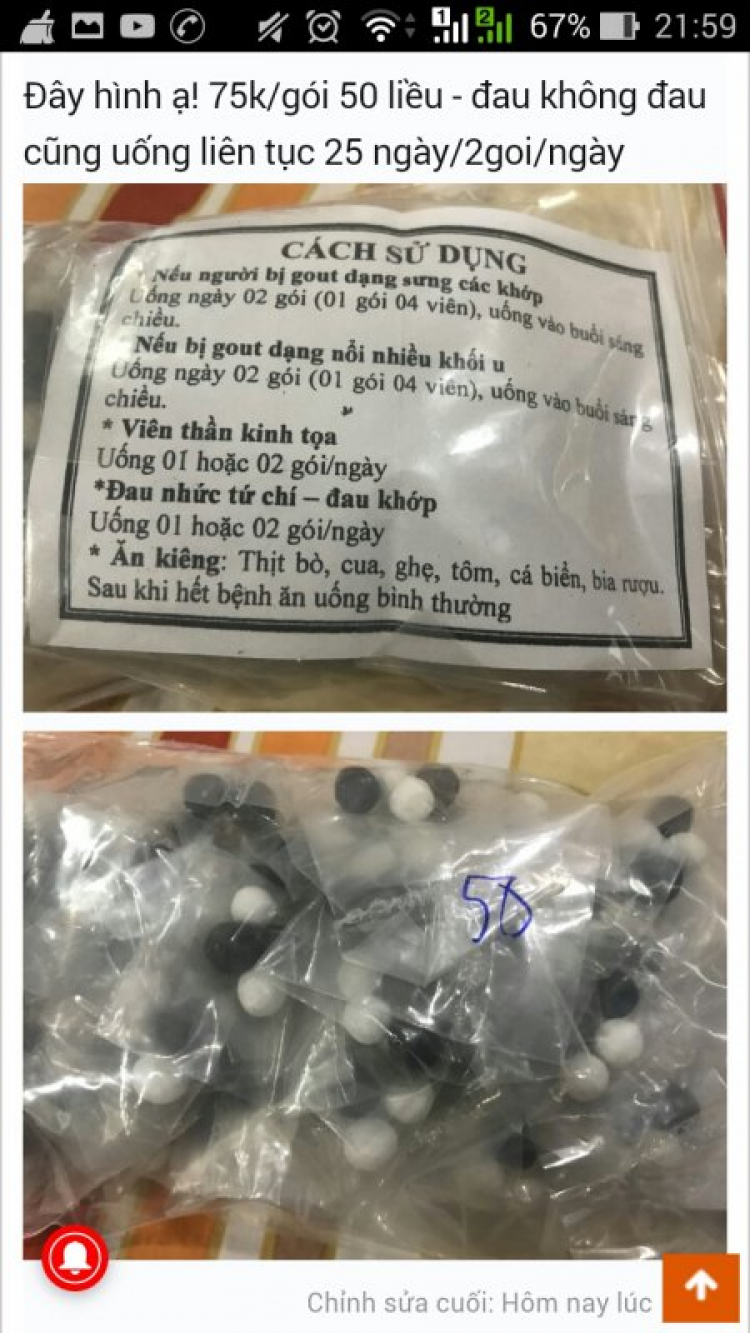 67% 21:59
Đây hình ạ! 75k/gói 50 liều - đau không đau
cũng uống liên tục 25 ngày/2goi/ngày
CÁCH SỬ DỤNG
Nếu người bị gout dạng sưng các khớp
Uống ngày 02 gói (01 gói 04 viên), uống vào buổi sáng
chiều.
Nếu bị gout dạng nổi nhiều khối u
Uống ngày 02 gói (01 gói 04 viên), uống vào buổi sáng
chiều.
* Viên thần kinh tọa
Uống 01 hoặc 02 gói/ngày
*Đau nhức tứ chí – đau khớp
Uống 01 hoặc 02 gói/ngày
* Ăn kiêng: Thịt bò, cua, ghẹ, tôm, cá biển, bia rượu.
Sau khi hết bệnh ăn uống bình thường
50
Chỉnh sửa cuối: Hôm nay lúc